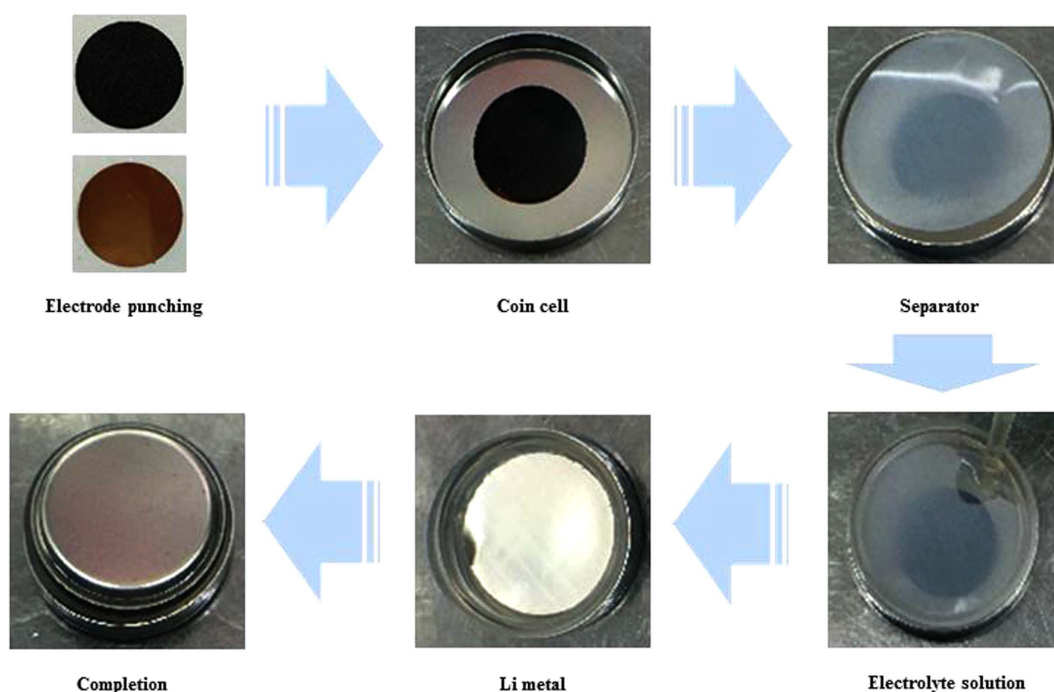 Electrode punching
Coin cell
Separator
Electrolyte solution
Li metal
Completion